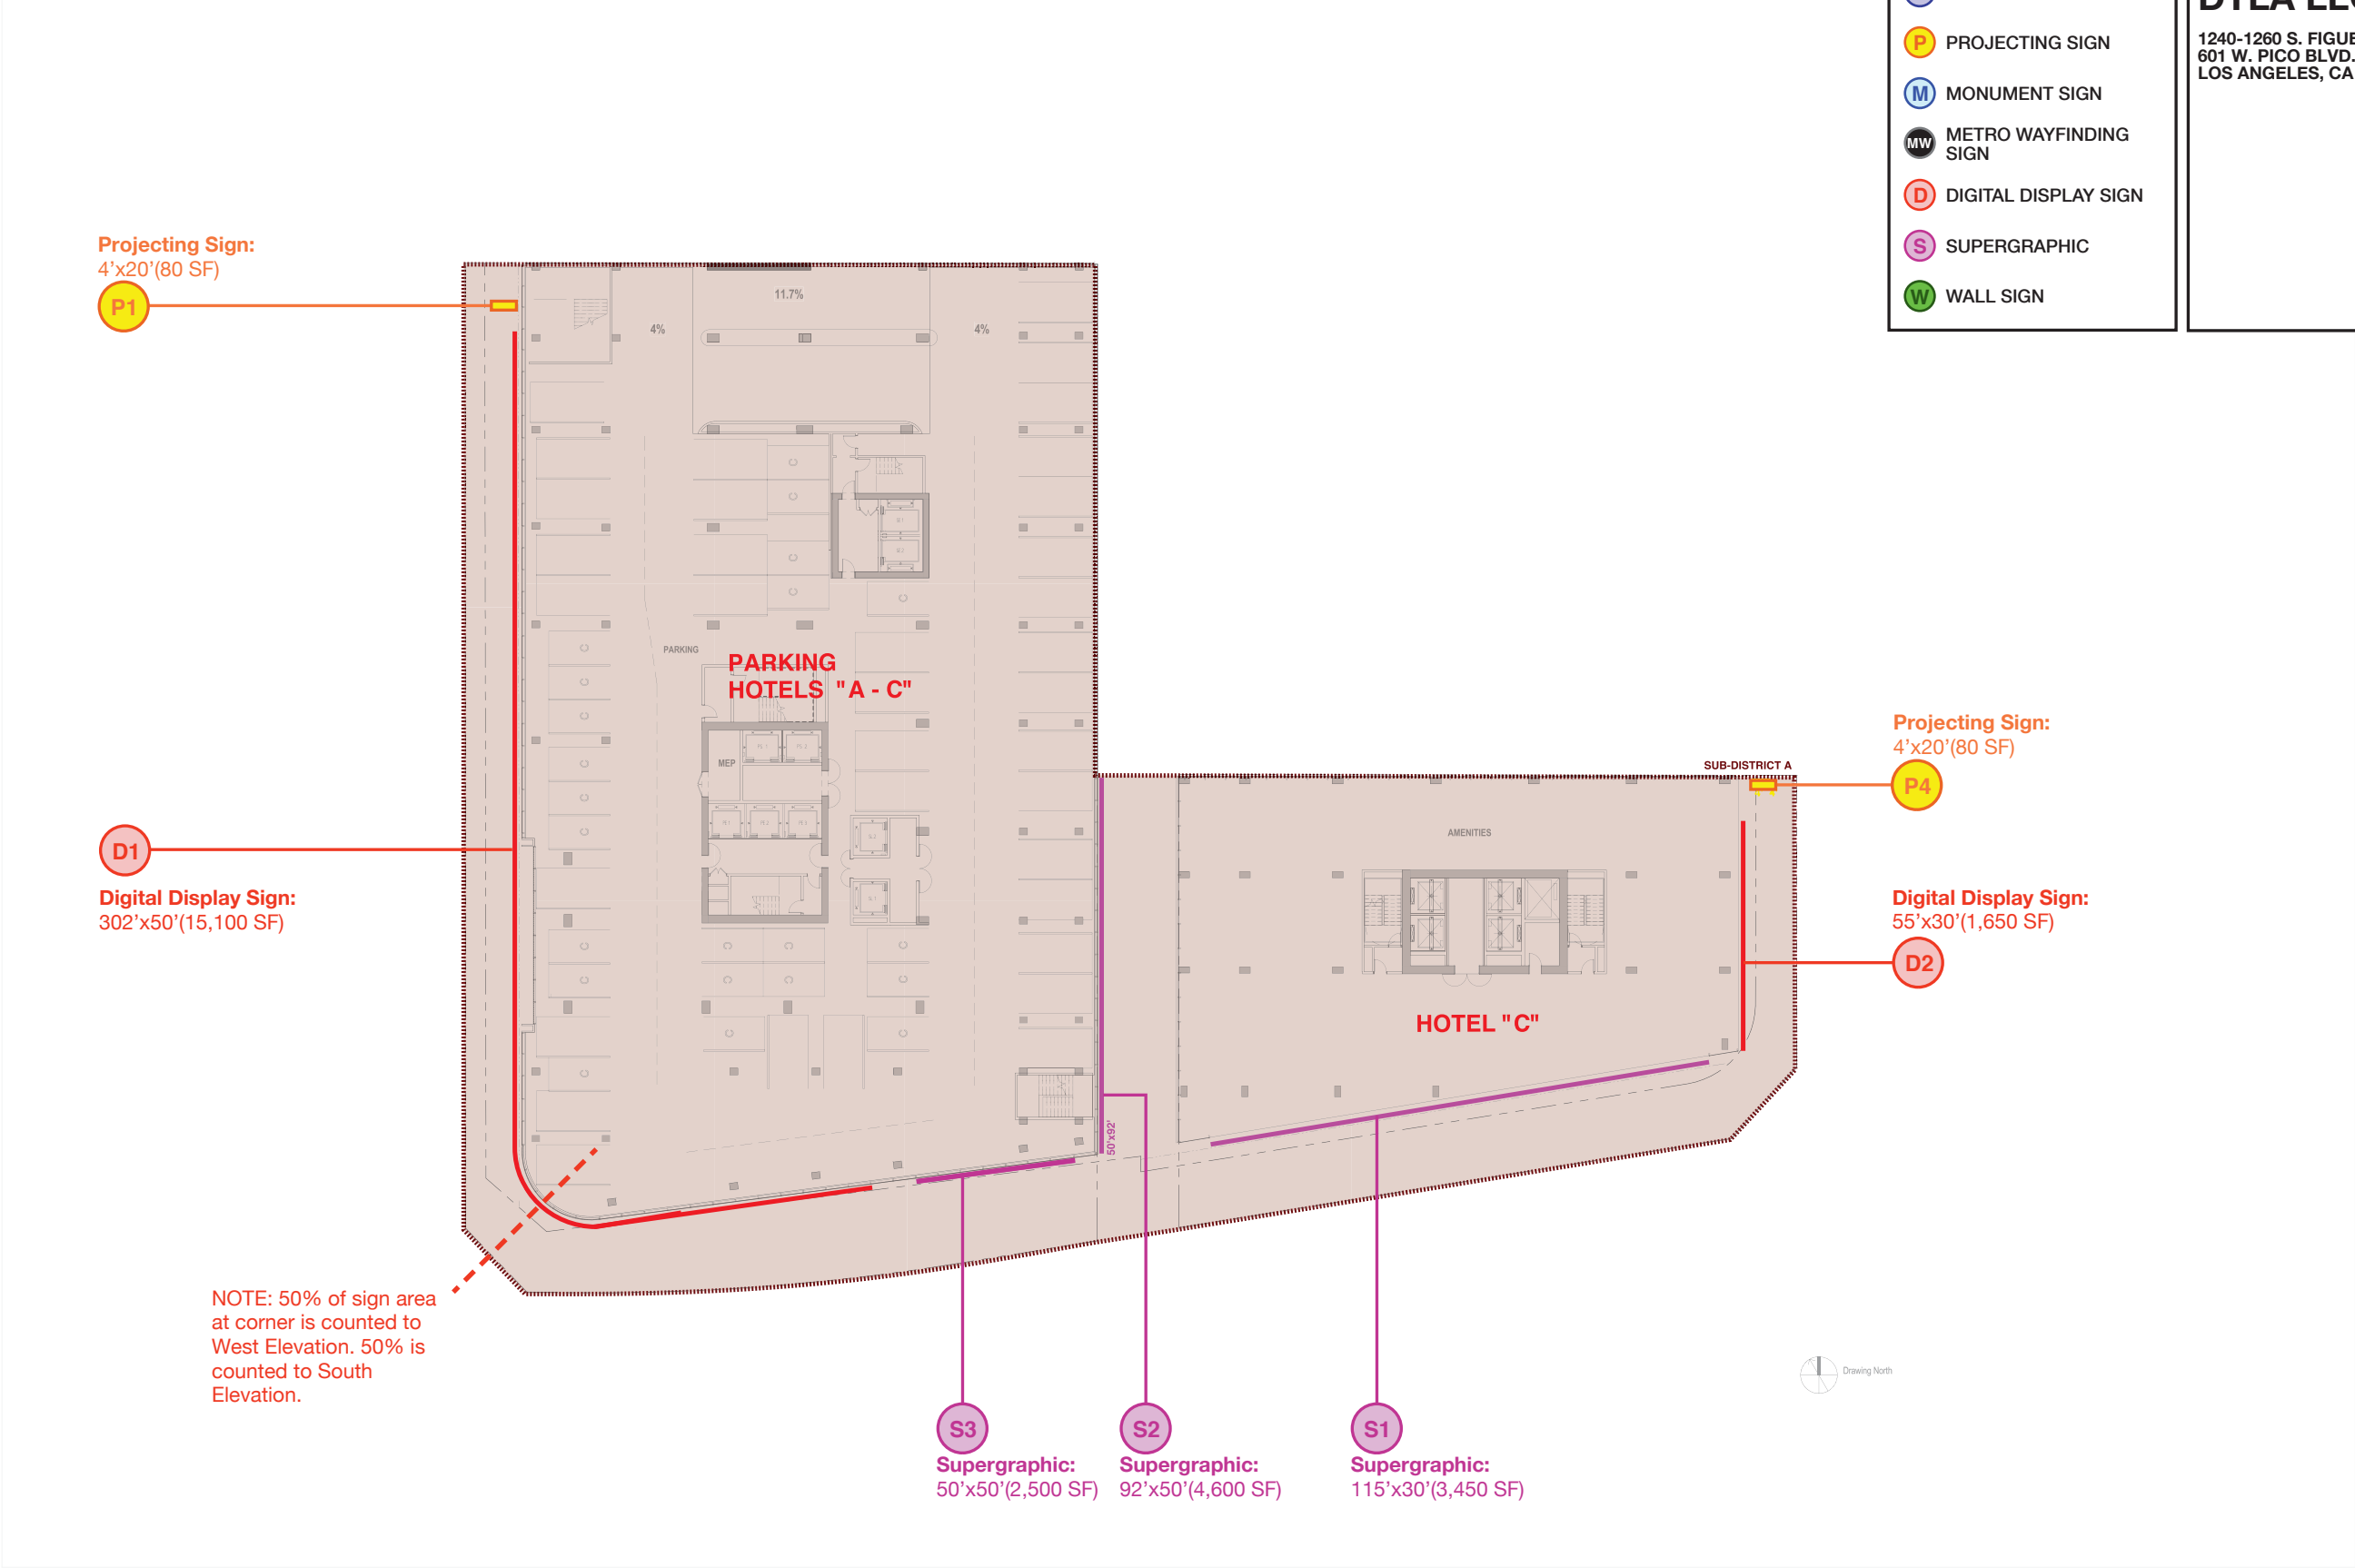 DTLA
1240-1260 S. FIGUE
601 W. PICO BLVD.
LOS ANGELES, CA
P PROJECTING SIGN
M MONUMENT SIGN
MW METRO WAYFINDING
SIGN
D DIGITAL DISPLAY SIGN
S SUPERGRAPHIC
W WALL SIGN
Projecting Sign:
4’x20’(80 SF)
P1
11.7%
4%
4%
PARKING
PARKING
HOTELS "A - C"
MEP
D1
Digital Display Sign:
302’x50’(15,100 SF)
SUB-DISTRICT A
Projecting Sign:
4’x20’(80 SF)
P4
AMENITIES
HOTEL "C"
Digital Display Sign:
55’x30’(1,650 SF)
D2
50'x92'
NOTE: 50% of sign area
at corner is counted to
West Elevation. 50% is
counted to South
Elevation.
Drawing North
S3
Supergraphic:
50’x50’(2,500 SF)
S2
Supergraphic:
92’x50’(4,600 SF)
S1
Supergraphic:
115’x30’(3,450 SF)